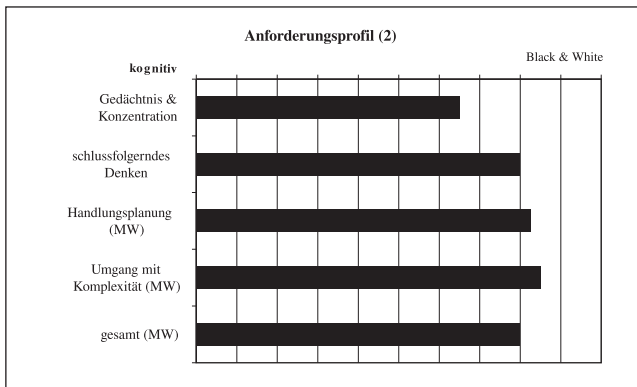 Anforderungsprofil (2)
Black & White
kognitiv
Gedächtnis &
Konzentration
schlussfolgerndes
Denken
Handlungsplanung
(MW)
Umgang mit
Komplexität (MW)
gesamt (MW)